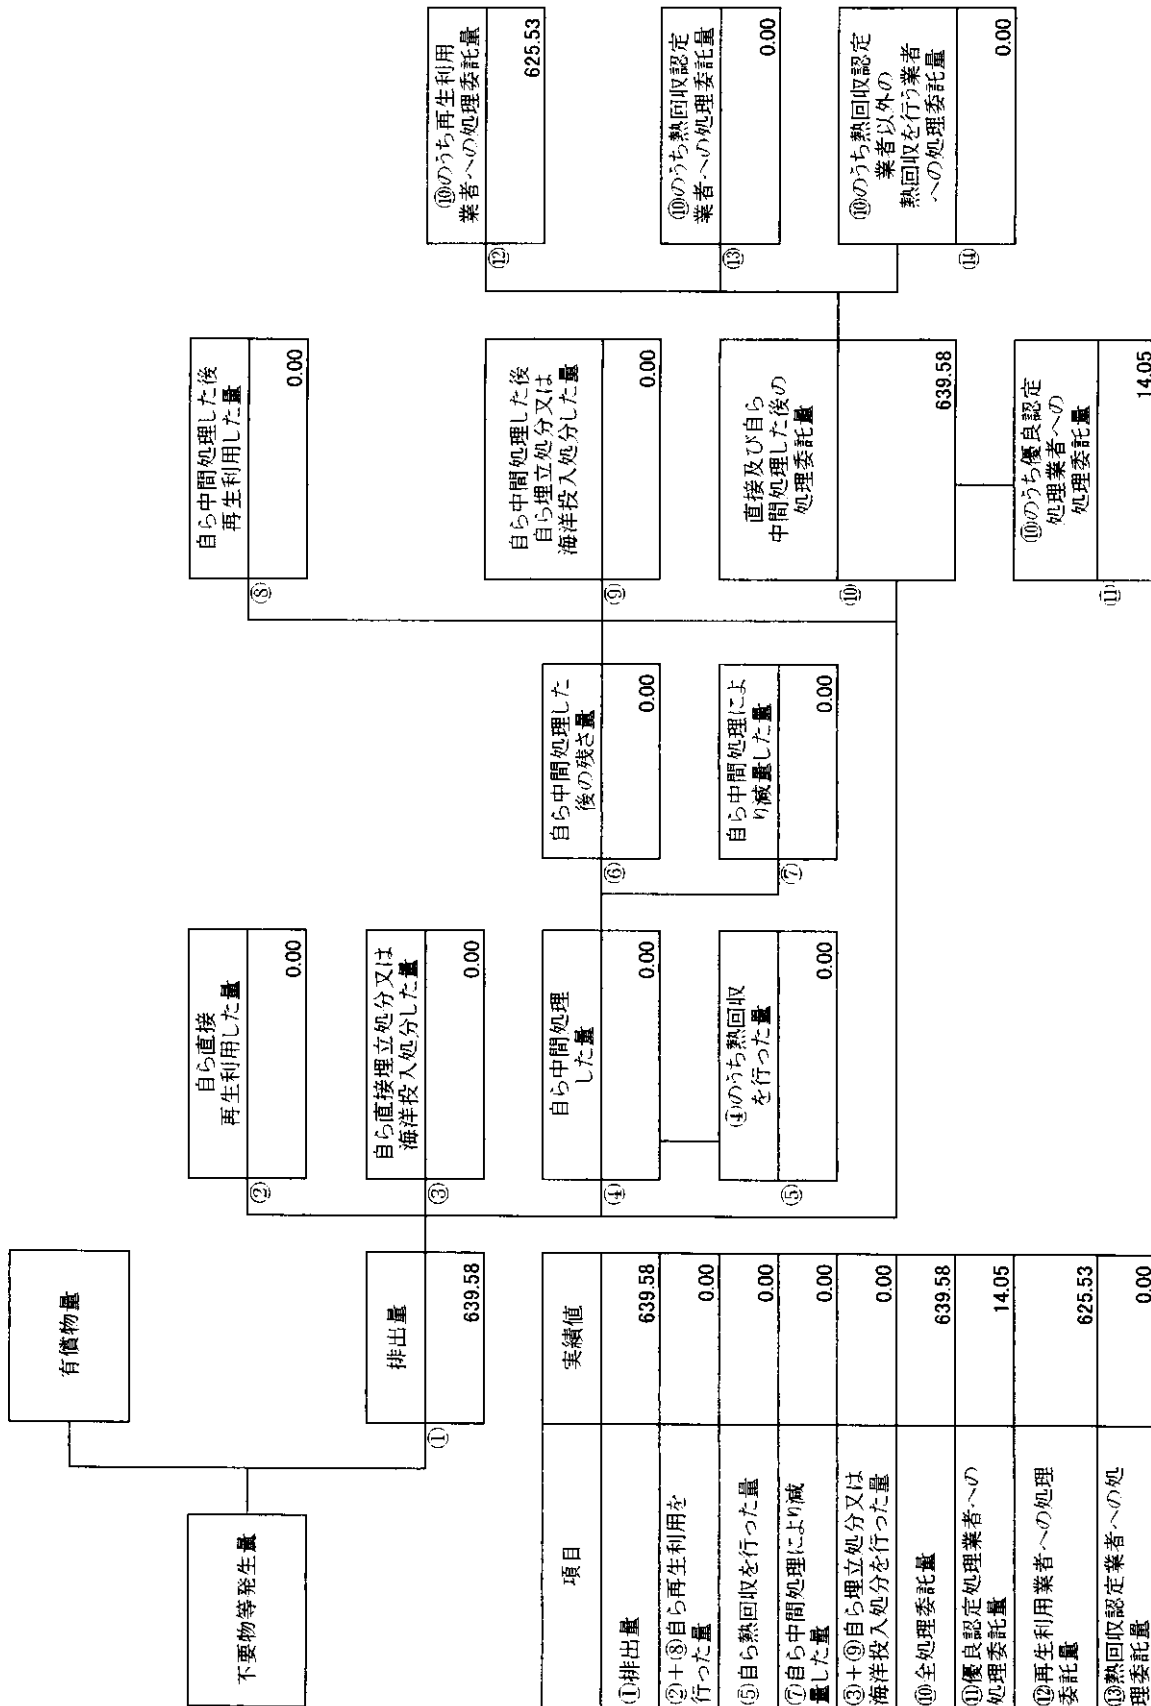 不要物等発生量
有償物量
排出量
①
639.58
自ら直接
再生利用した量
②
0.00
自ら直接埋立処分又は
海洋投入処分した量
③
0.00
自ら中間処理
した量
④
0.00
④のうち熱回収
を行った量
⑤
0.00
自ら中間処理した
後の残さ量
⑥
0.00
自ら中間処理によ
り減量した量
⑦
0.00
自ら中間処理した後
再生利用した量
⑧
0.00
自ら中間処理した後
自ら埋立処分又は
海洋投入処分した量
⑨
0.00
直接及び自ら
中間処理した後の
処理委託量
⑩
639.58
⑩のうち優良認定
処理業者への
処理委託量
⑪
14.05
⑩のうち再生利用
業者への処理委託量
⑫
625.53
⑩のうち熱回収認定
業者への処理委託量
⑬
0.00
⑩のうち熱回収認定
業者以外の
熱回収を行う業者
への処理委託量
⑭
0.00
項目 実績値
①排出量 639.58
②+⑧自ら再生利用を
行った量 0.00
⑤自ら熱回収を行った量 0.00
⑦自ら中間処理により減
量した量 0.00
③+⑨自ら埋立処分又は
海洋投入処分を行った量 0.00
⑩全処理委託量 639.58
⑪優良認定処理業者への
処理委託量 14.05
⑫再生利用業者への処理
委託量 625.53
⑬熱回収認定業者への処
理委託量 0.00